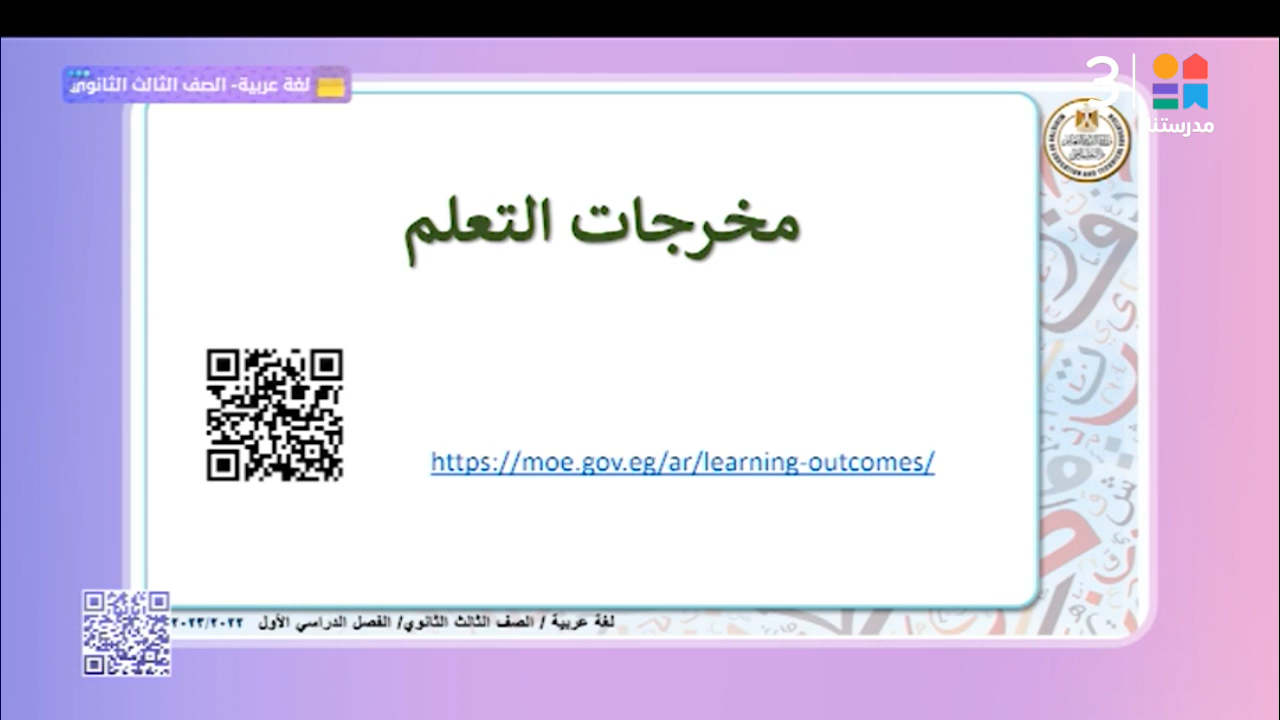 لغة عربية- الصف الثالث الثانوي
3
مدرستنا
مخرجات التعلم
https://moe.gov.eg/ar/learning-outcomes/
لغة عربية / الصف الثالث الثانوي/ الفصل الدراسي الأول ٢٠٢٣/٢٠٢٢